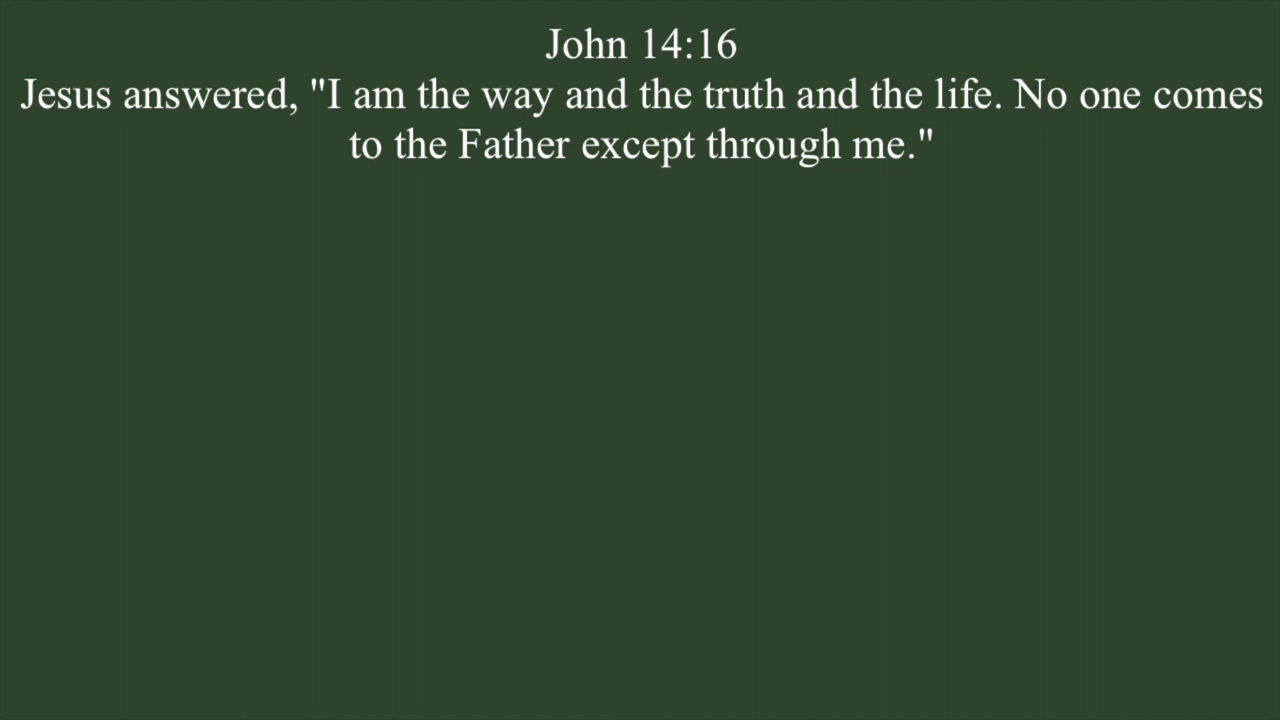 John 14:16
Jesus answered, "I am the way and the truth and the life. No one comes
to the Father except through me."